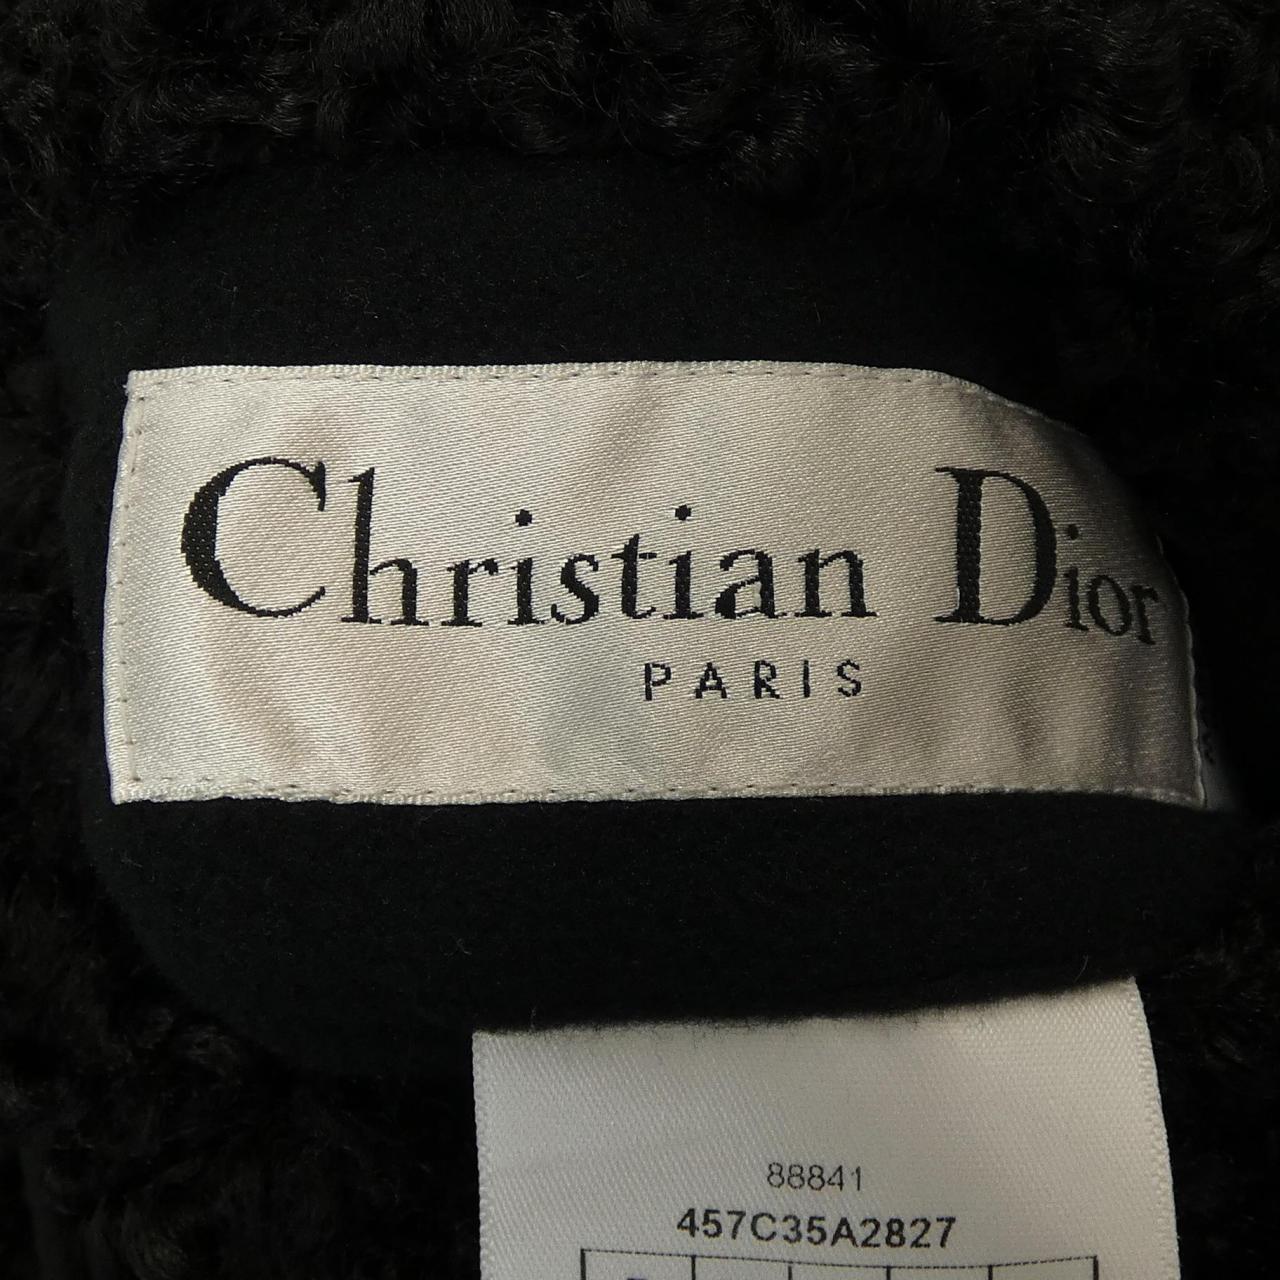 Christian Dior
PARIS
88841
457C35A2827